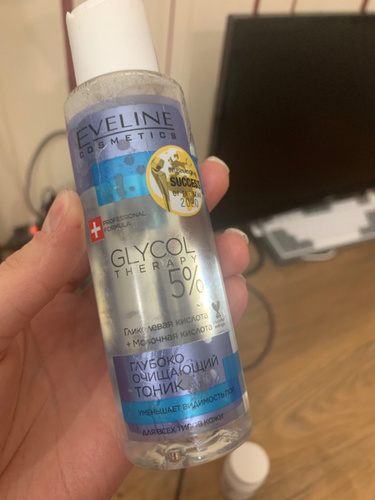 EVELINE
COSMETICS
SUCCESS
2020
PROFESSIONAL
FORMULA
GLYCOL
THERAPY
5%
Гликолевая кислота
+ Молочная кислота
ГЛУБОКО
ОЧИЩАЮЩИЙ
ТОНИК
УМЕНЬШАЕТ ВИДИМОСТЬ ПОР
ДЛЯ ВСЕХ ТИПОВ КОЖИ